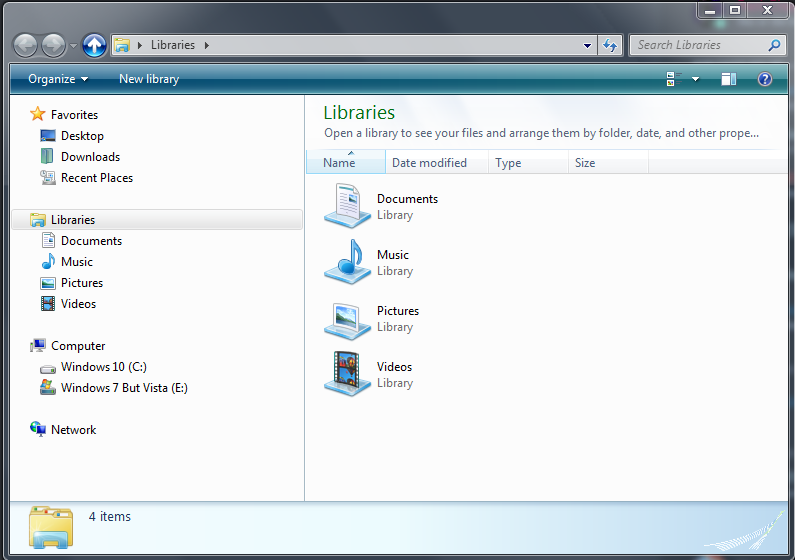 Libraries
Search Libraries
Organize
New library
Favorites
Desktop
Downloads
Recent Places
Libraries
Documents
Music
Pictures
Videos
Computer
Windows 10 (C:)
Windows 7 But Vista (E:)
Network
Libraries
Open a library to see your files and arrange them by folder, date, and other prope...
Name Date modified Type Size
Documents
Library
Music
Library
Pictures
Library
Videos
Library
4 items